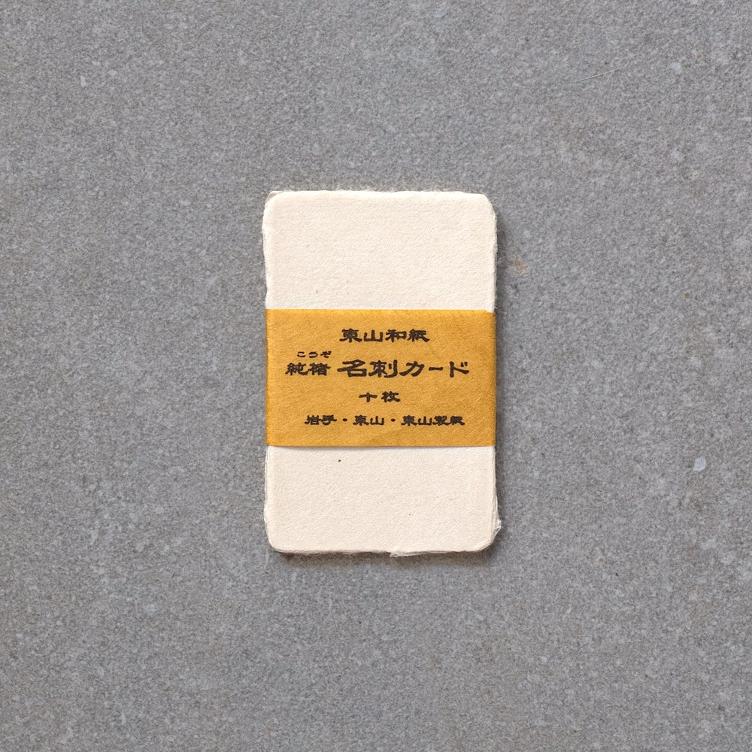 東山和紙
こうぞ
純楮 名刺カード
十枚
岩手・東山・東山製紙